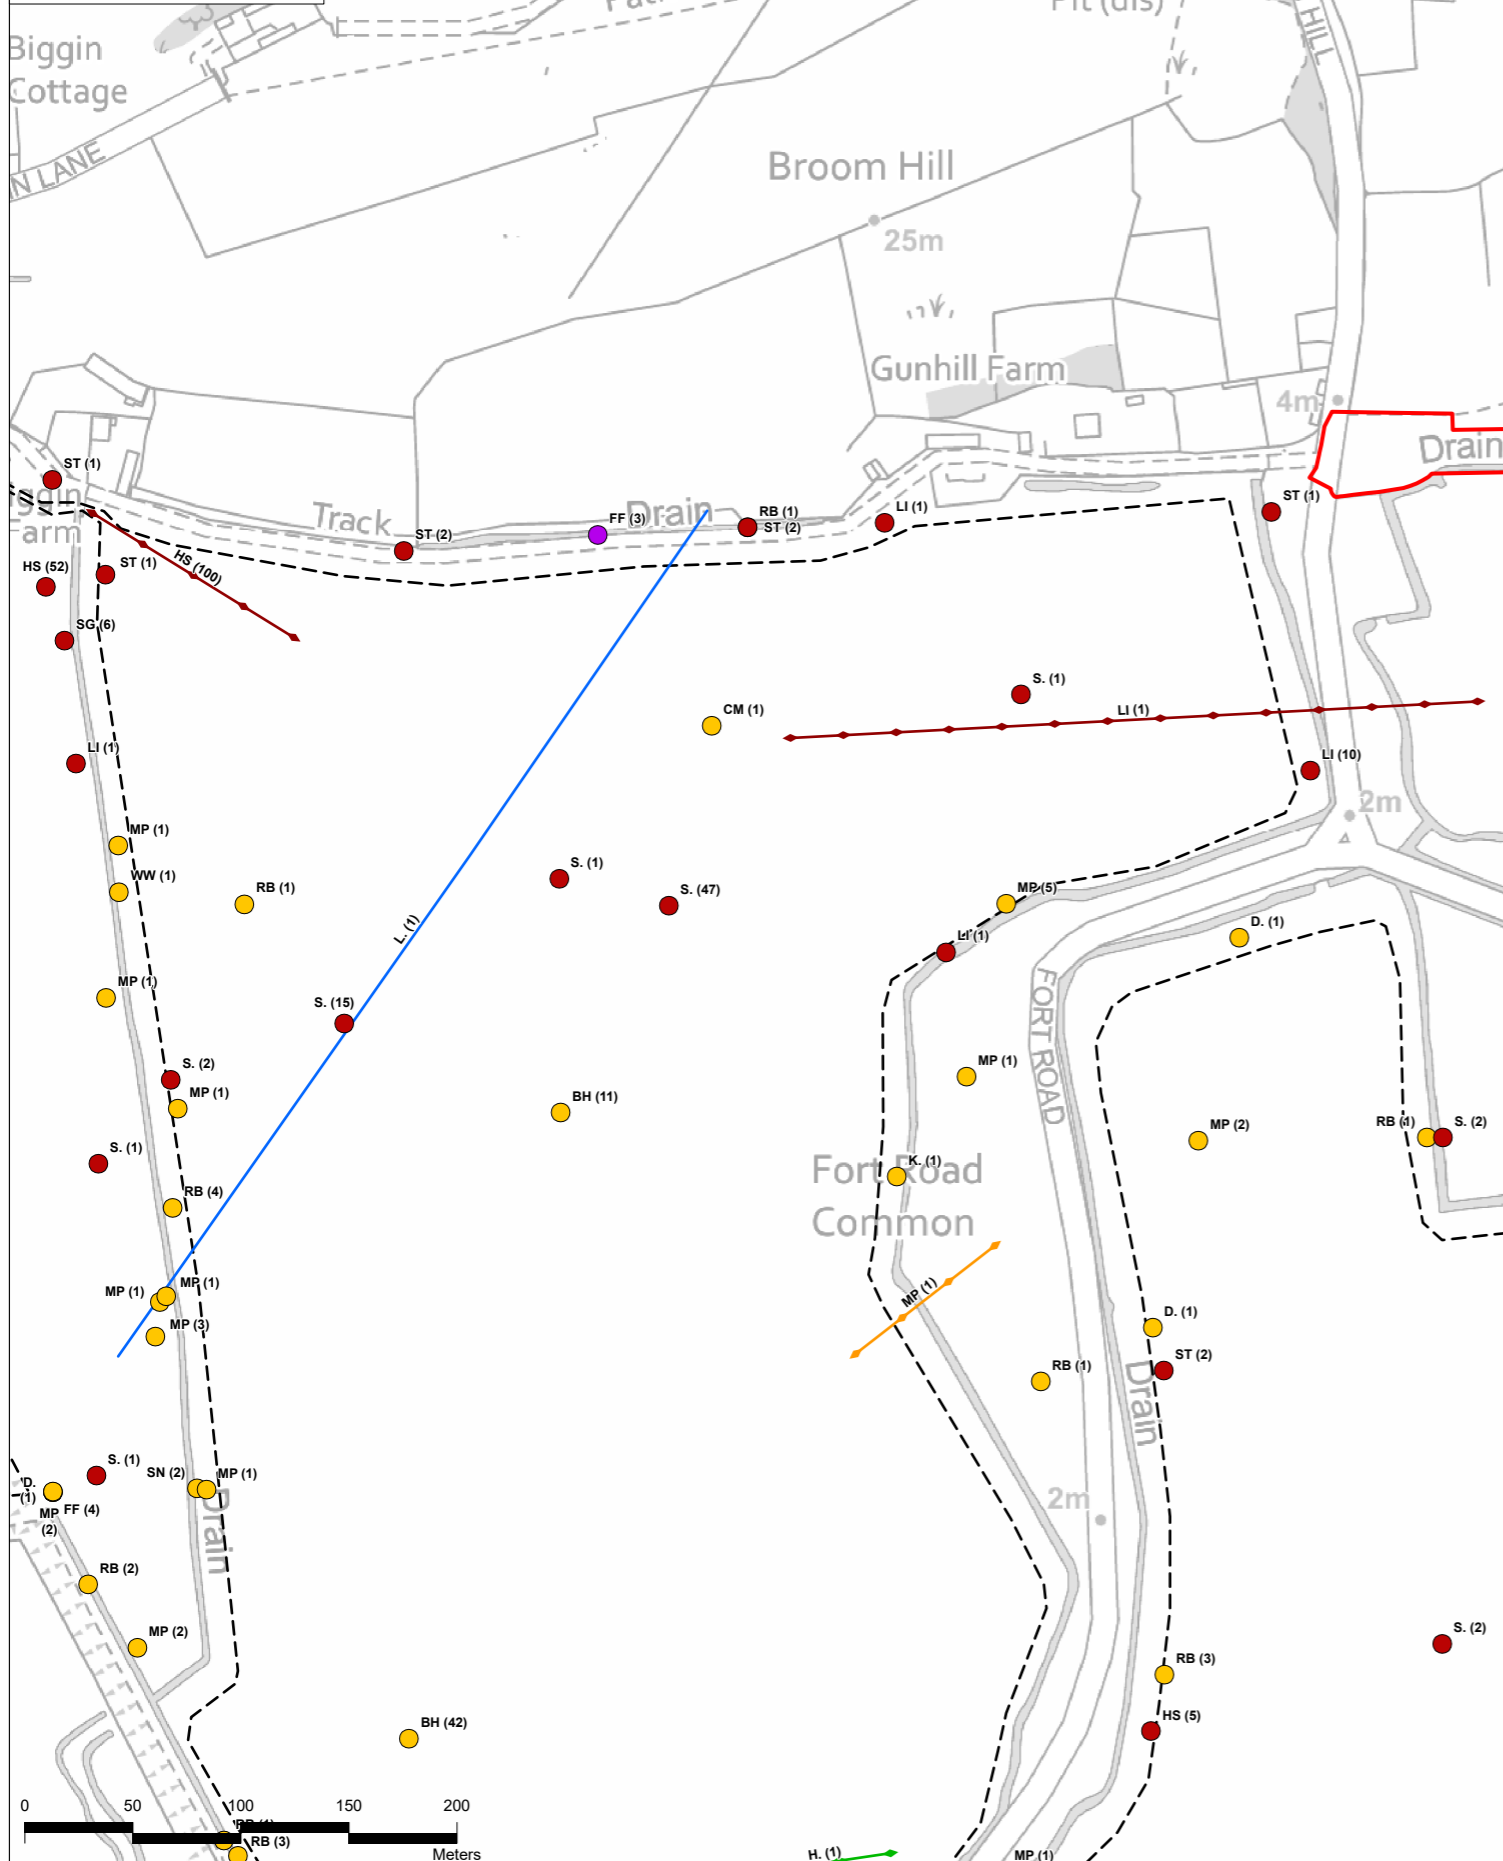 Biggin
Cottage
N LANE
HILL
Broom Hill
25m
Gunhill Farm
4m
Drain
ST (1)
Farm
Track
Drain
FF (3)
RB (1)
ST (2)
ST (2)
LI (1)
ST (1)
HS (52)
ST (1)
HS (100)
SG (6)
S. (1)
CM (1)
LI (1)
LI (1)
LI (10)
2m
MP (1)
WW (1)
RB (1)
S. (1)
S. (47)
MP (5)
L. (1)
LI (1)
D. (1)
MP (1)
S. (15)
FORT ROAD
S. (2)
MP (1)
MP (1)
BH (11)
MP (2)
RB (1)
S. (2)
S. (1)
K. (1)
Fort Road
Common
RB (4)
MP (1)
MP (1)
MP (1)
MP (3)
D. (1)
ST (2)
RB (1)
Drain
S. (1)
SN (2)
MP (1)
D.
(1)
FF (4)
MP
(2)
2m
Drain
RB (2)
MP (2)
S. (2)
RB (3)
HS (5)
BH (42)
0 50 100 150 200
RB (3)
Meters
H. (1)
MP (1)